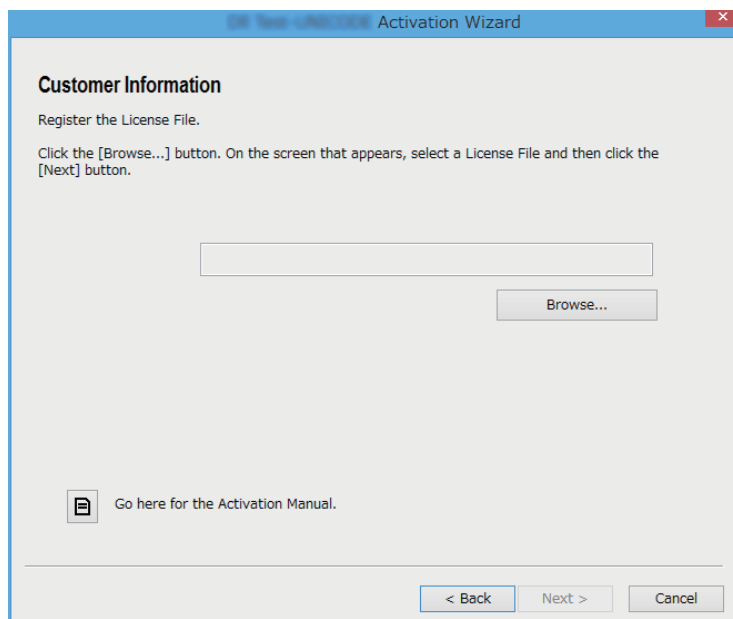 Activation Wizard
Customer Information
Register the License File.
Click the [Browse...] button. On the screen that appears, select a License File and then click the
[Next] button.
Browse...
Go here for the Activation Manual.
< Back
Next >
Cancel